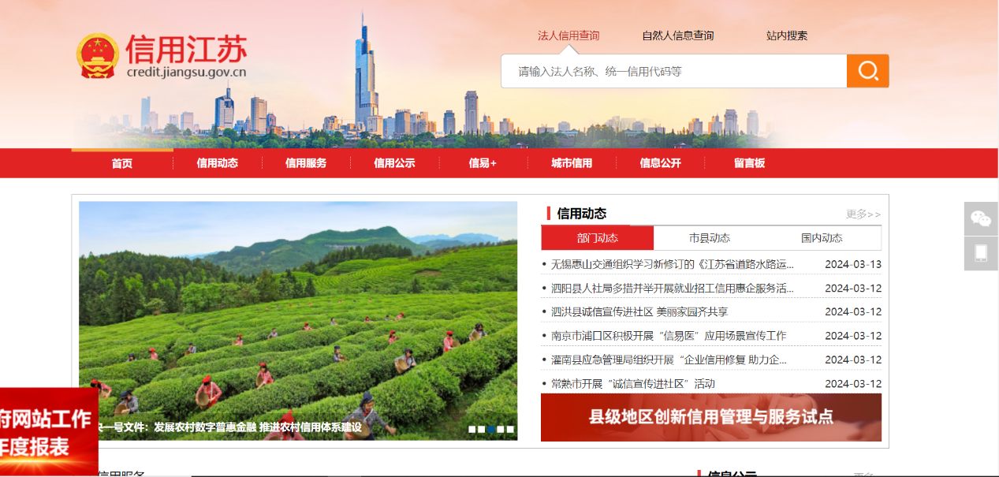 法人信用查询 自然人信息查询 站内搜索
信用江苏
credit.jiangsu.gov.cn
请输入法人名称、统一信用代码等
首页 信用动态 信用服务 信用公示 信易+ 城市信用 信息公开 留言板
信用动态 更多>>
部门动态 市县动态 国内动态
• 无锡惠山交通组织学习新修订的《江苏省道路水路运... 2024-03-13
• 泗阳县人社局多措并举开展就业招工信用惠企服务活... 2024-03-12
• 泗洪县诚信宣传进社区 美丽家园齐共享 2024-03-12
• 南京市浦口区积极开展“信易医”应用场景宣传工作 2024-03-12
• 灌南县应急管理局组织开展“企业信用修复 助力企... 2024-03-12
• 常熟市开展“诚信宣传进社区”活动 2024-03-12
县级地区创新信用管理与服务试点
一号文件：发展农村数字普惠金融 推进农村信用体系建设
府网站工作
年度报表
信用服务
信息公示